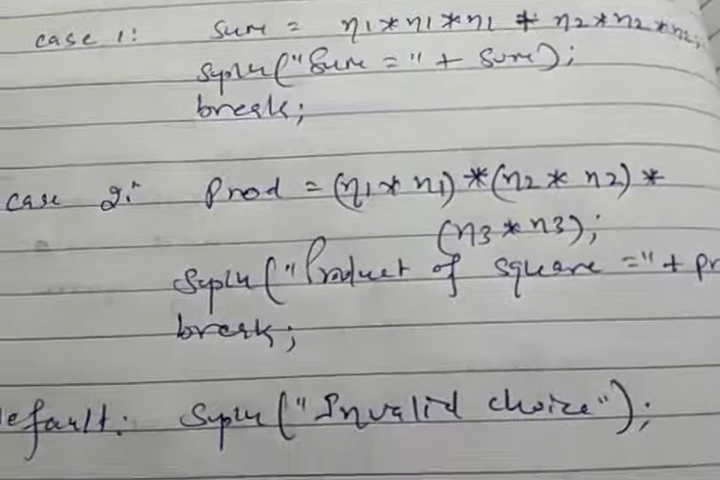 case 1: sum = n1*n1*n1 + n2*n2*n2;
Sopln("Sum =" + Sum);
break;
case 2: Prod = (n1*n1)*(n2*n2)*
(n3*n3);
Sopln("Product of square ="+pr
break;
efault: Sopln("Invalid choice");